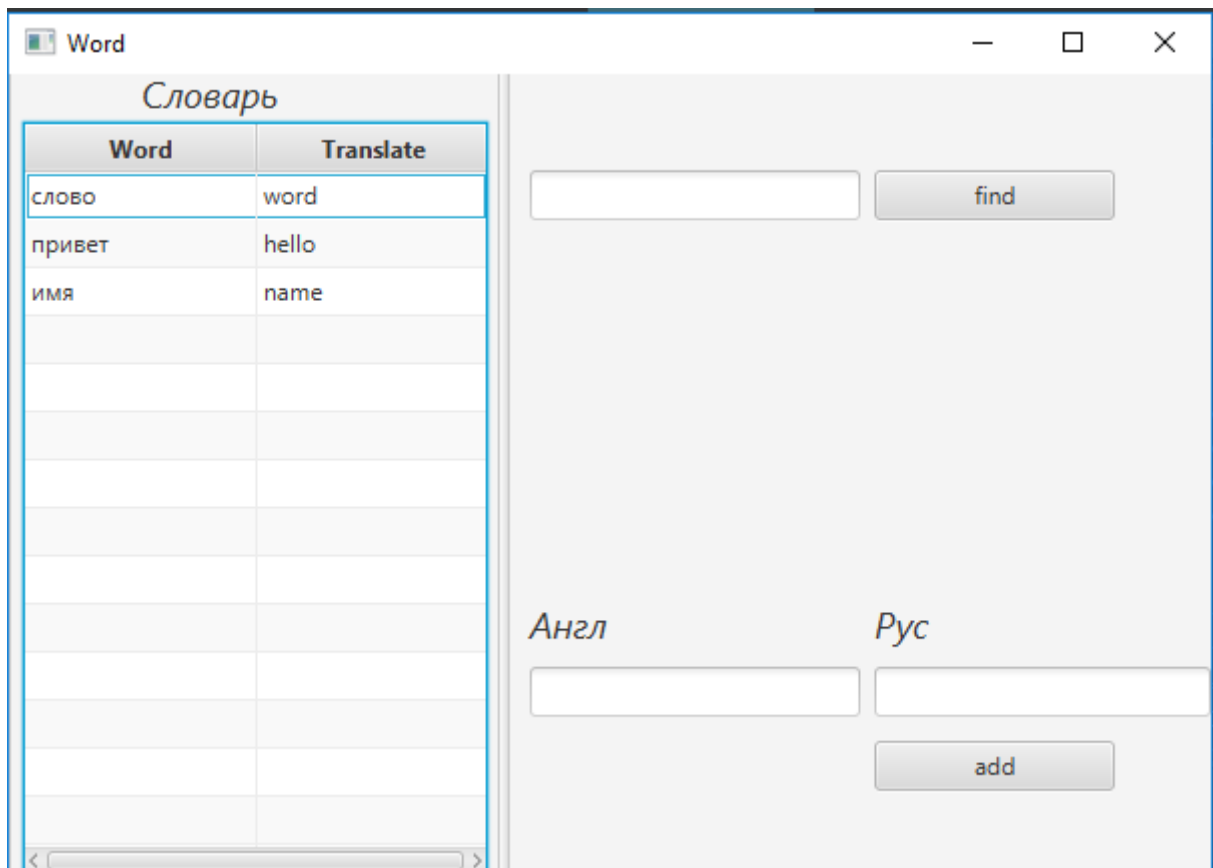 Word
Словарь
Word Translate
слово word
привет hello
имя name
find
Англ Рус
add